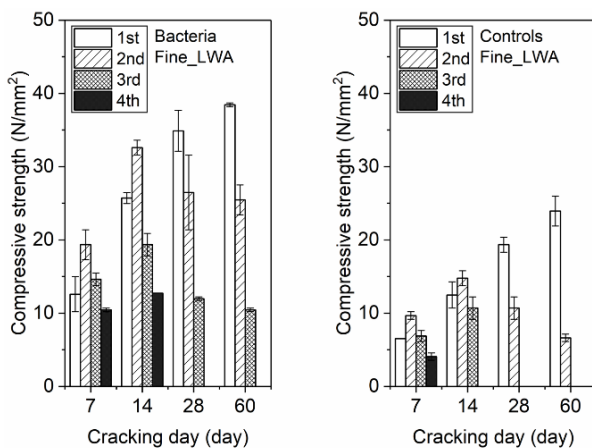 Compressive strength (N/mm²)
50
40
30
20
10
0
1st
2nd
3rd
4th
Bacteria
Fine_LWA
7 14 28 60
Cracking day (day)
Compressive strength (N/mm²)
50
40
30
20
10
0
1st
2nd
3rd
4th
Controls
Fine_LWA
7 14 28 60
Cracking day (day)